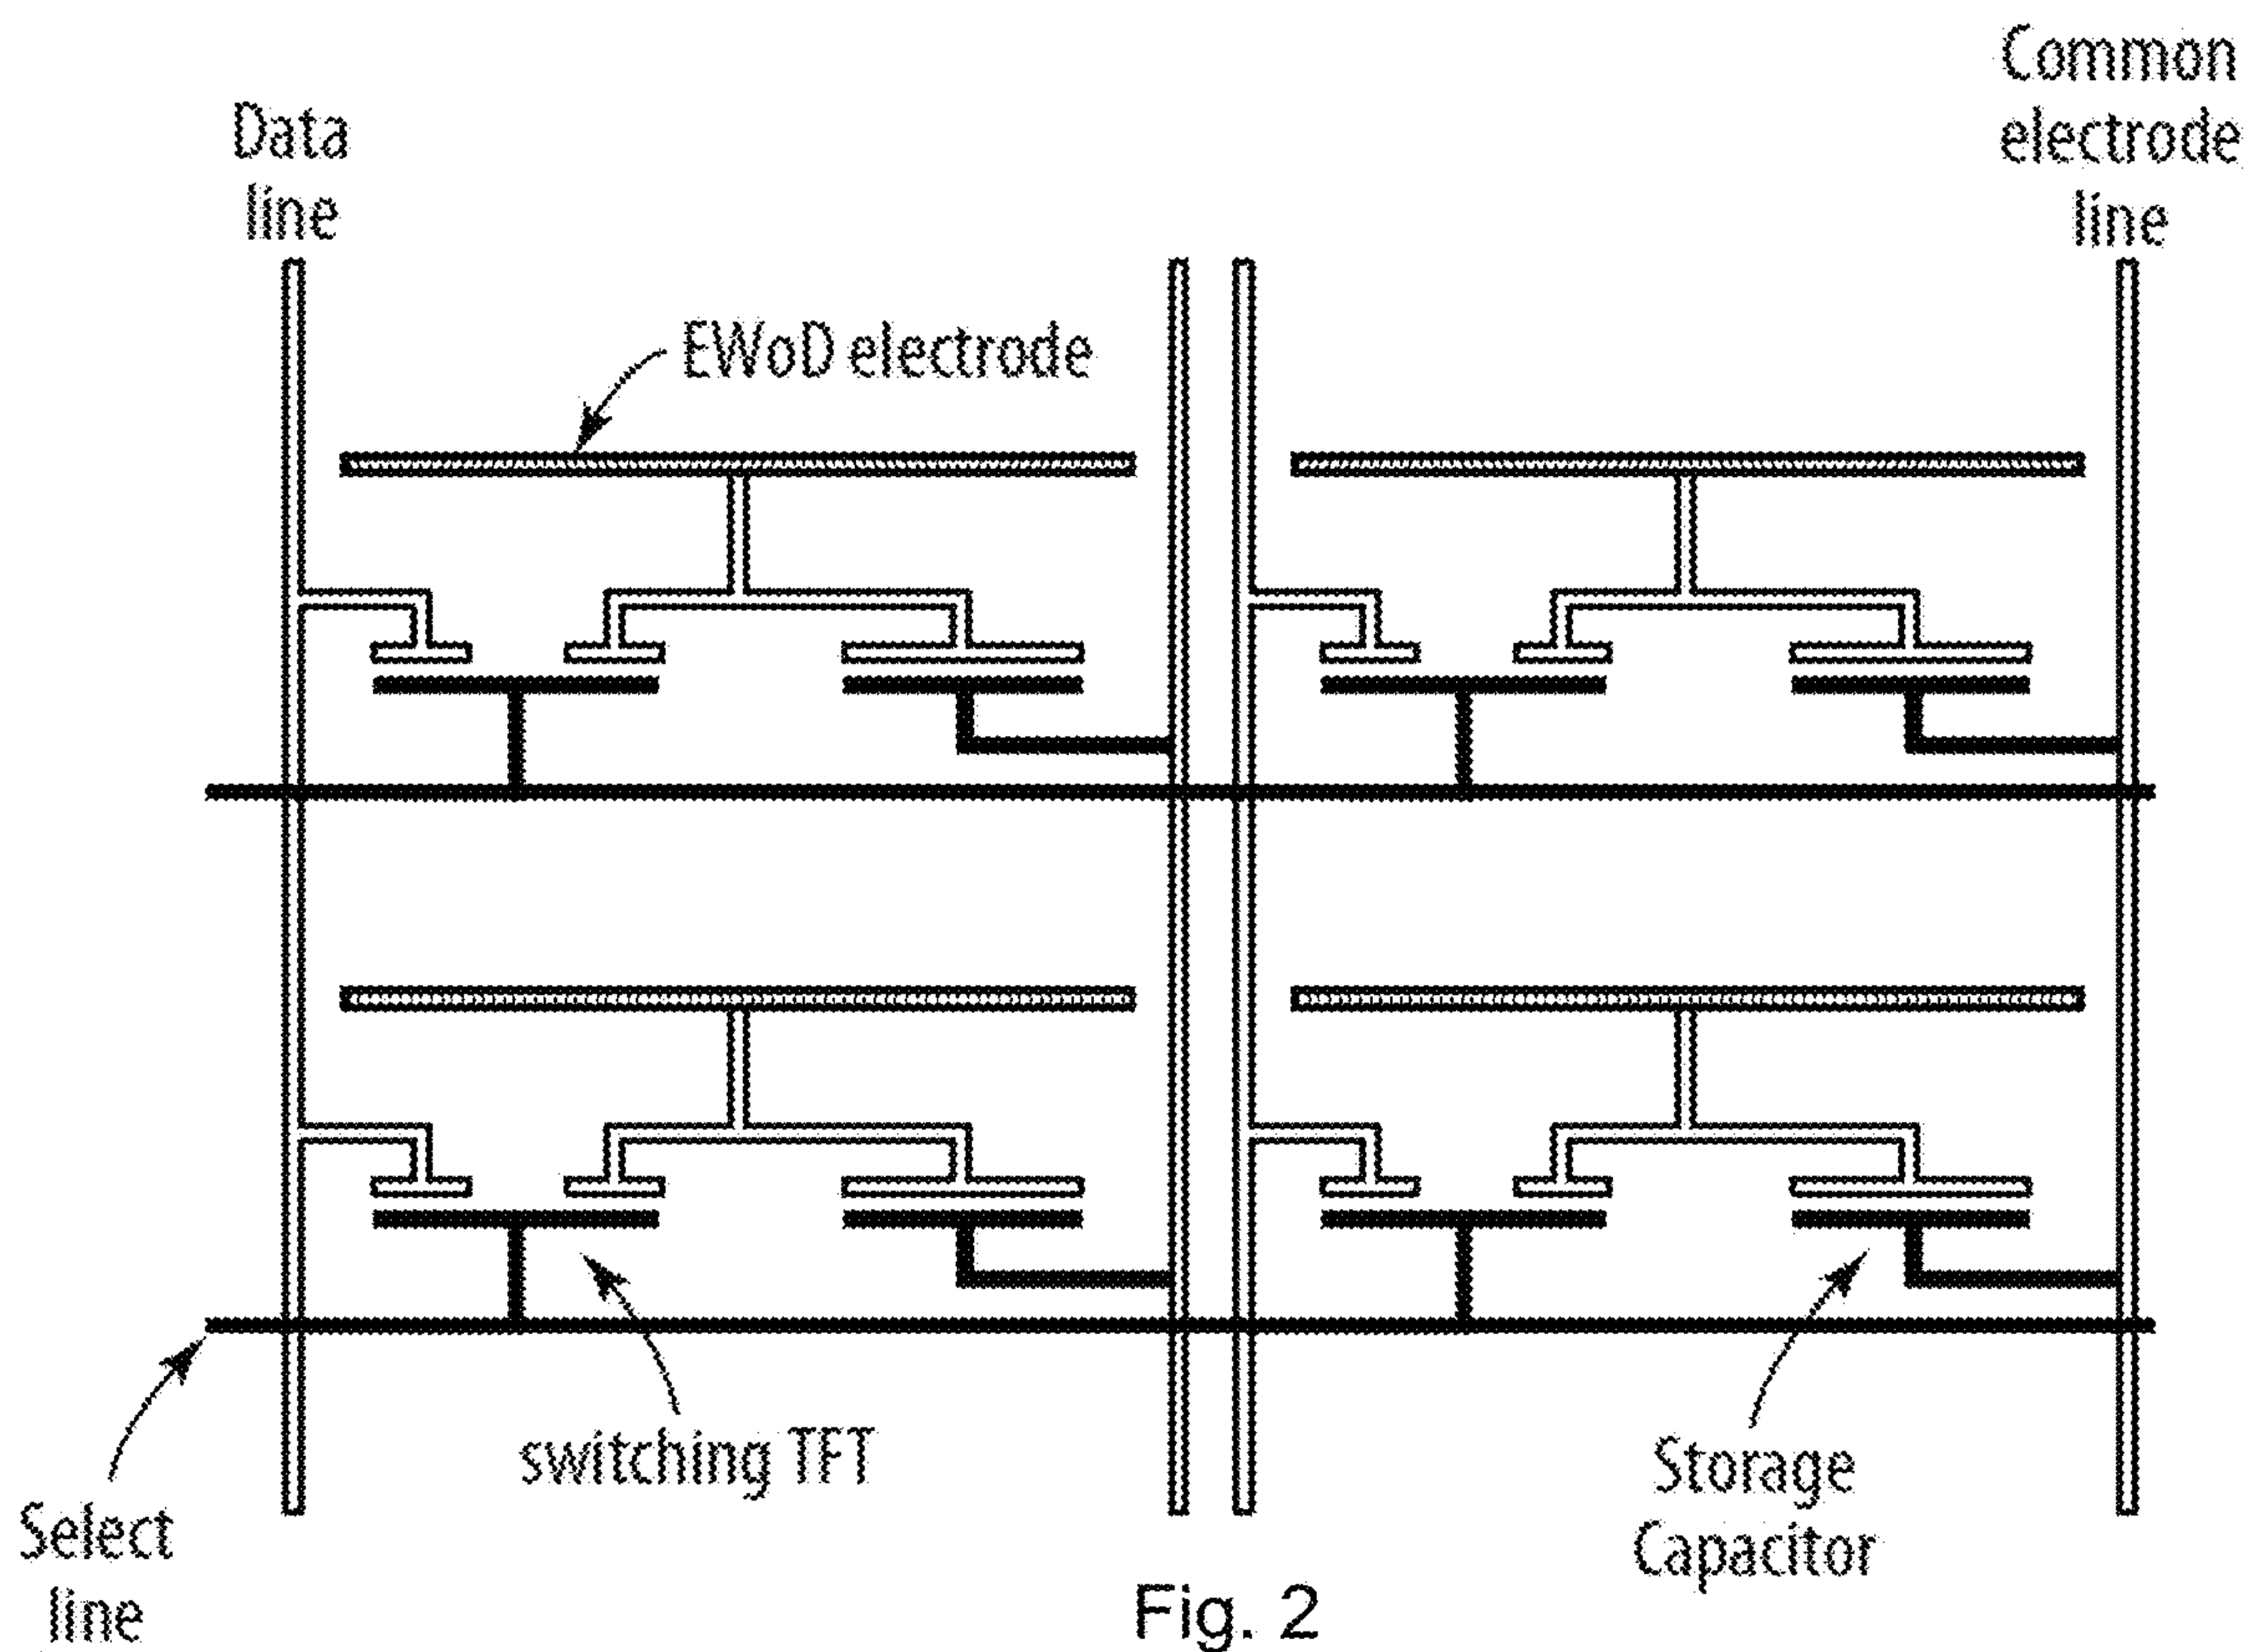 Data
line
Common
electrode
line
EWoD electrode
switching TFT
Storage
Capacitor
Select
line
Fig. 2